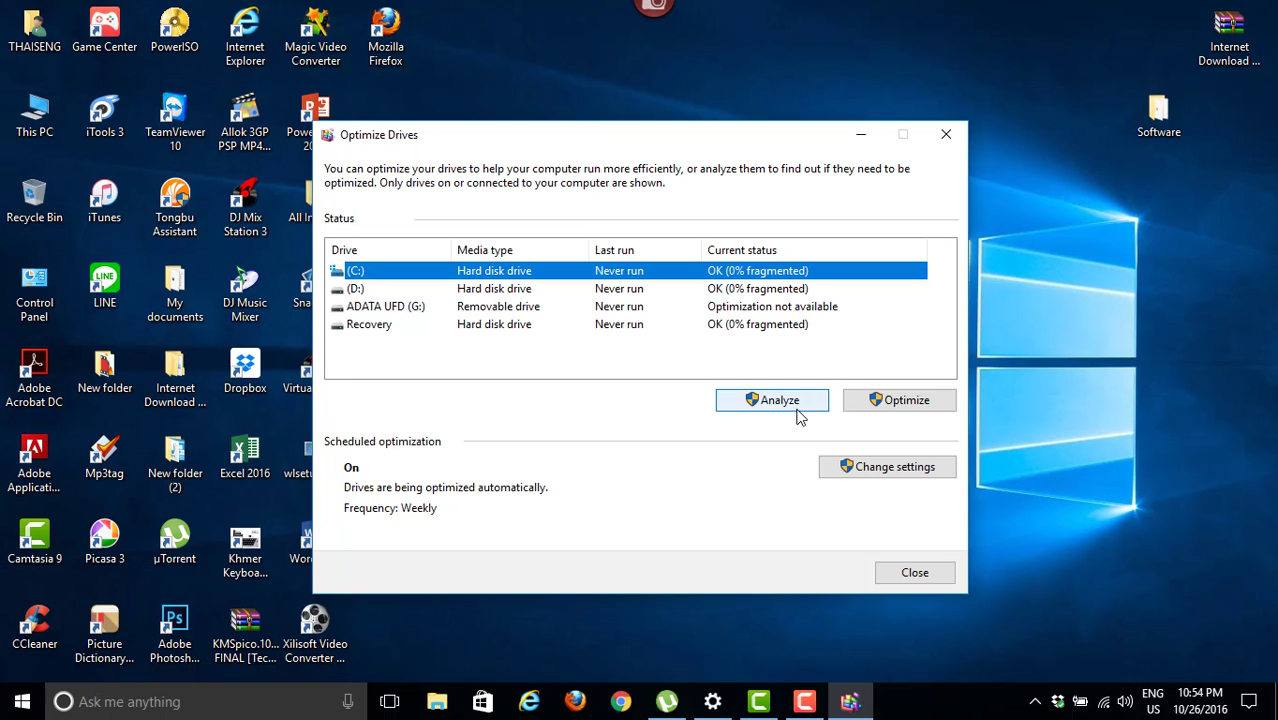 THAISENG
Game Center
PowerISO
Internet
Explorer
Magic Video
Converter
Mozilla
Firefox
Internet
Download ...
This PC
iTools 3
TeamViewer
10
Allok 3GP
PSP MP4...
Software
Recycle Bin
iTunes
Tongbu
Assistant
DJ Mix
Station 3
All In
Control
Panel
LINE
My
documents
DJ Music
Mixer
Adobe
Acrobat DC
New folder
Internet
Download ...
Dropbox
Adobe
Applicati...
Mp3tag
New folder
(2)
Excel 2016
wlsetu
Camtasia 9
Picasa 3
µTorrent
Khmer
Keyboa...
CCleaner
Picture
Dictionary...
Adobe
Photosh...
KMSpico.10...
FINAL [Tec...
Xilisoft Video
Converter ...
Optimize Drives
You can optimize your drives to help your computer run more efficiently, or analyze them to find out if they need to be
optimized. Only drives on or connected to your computer are shown.
Status
Drive Media type Last run Current status
(C:) Hard disk drive Never run OK (0% fragmented)
(D:) Hard disk drive Never run OK (0% fragmented)
ADATA UFD (G:) Removable drive Never run Optimization not available
Recovery Hard disk drive Never run OK (0% fragmented)
Analyze Optimize
Scheduled optimization
On
Change settings
Drives are being optimized automatically.
Frequency: Weekly
Close
Ask me anything
ENG
US
10:54 PM
10/26/2016